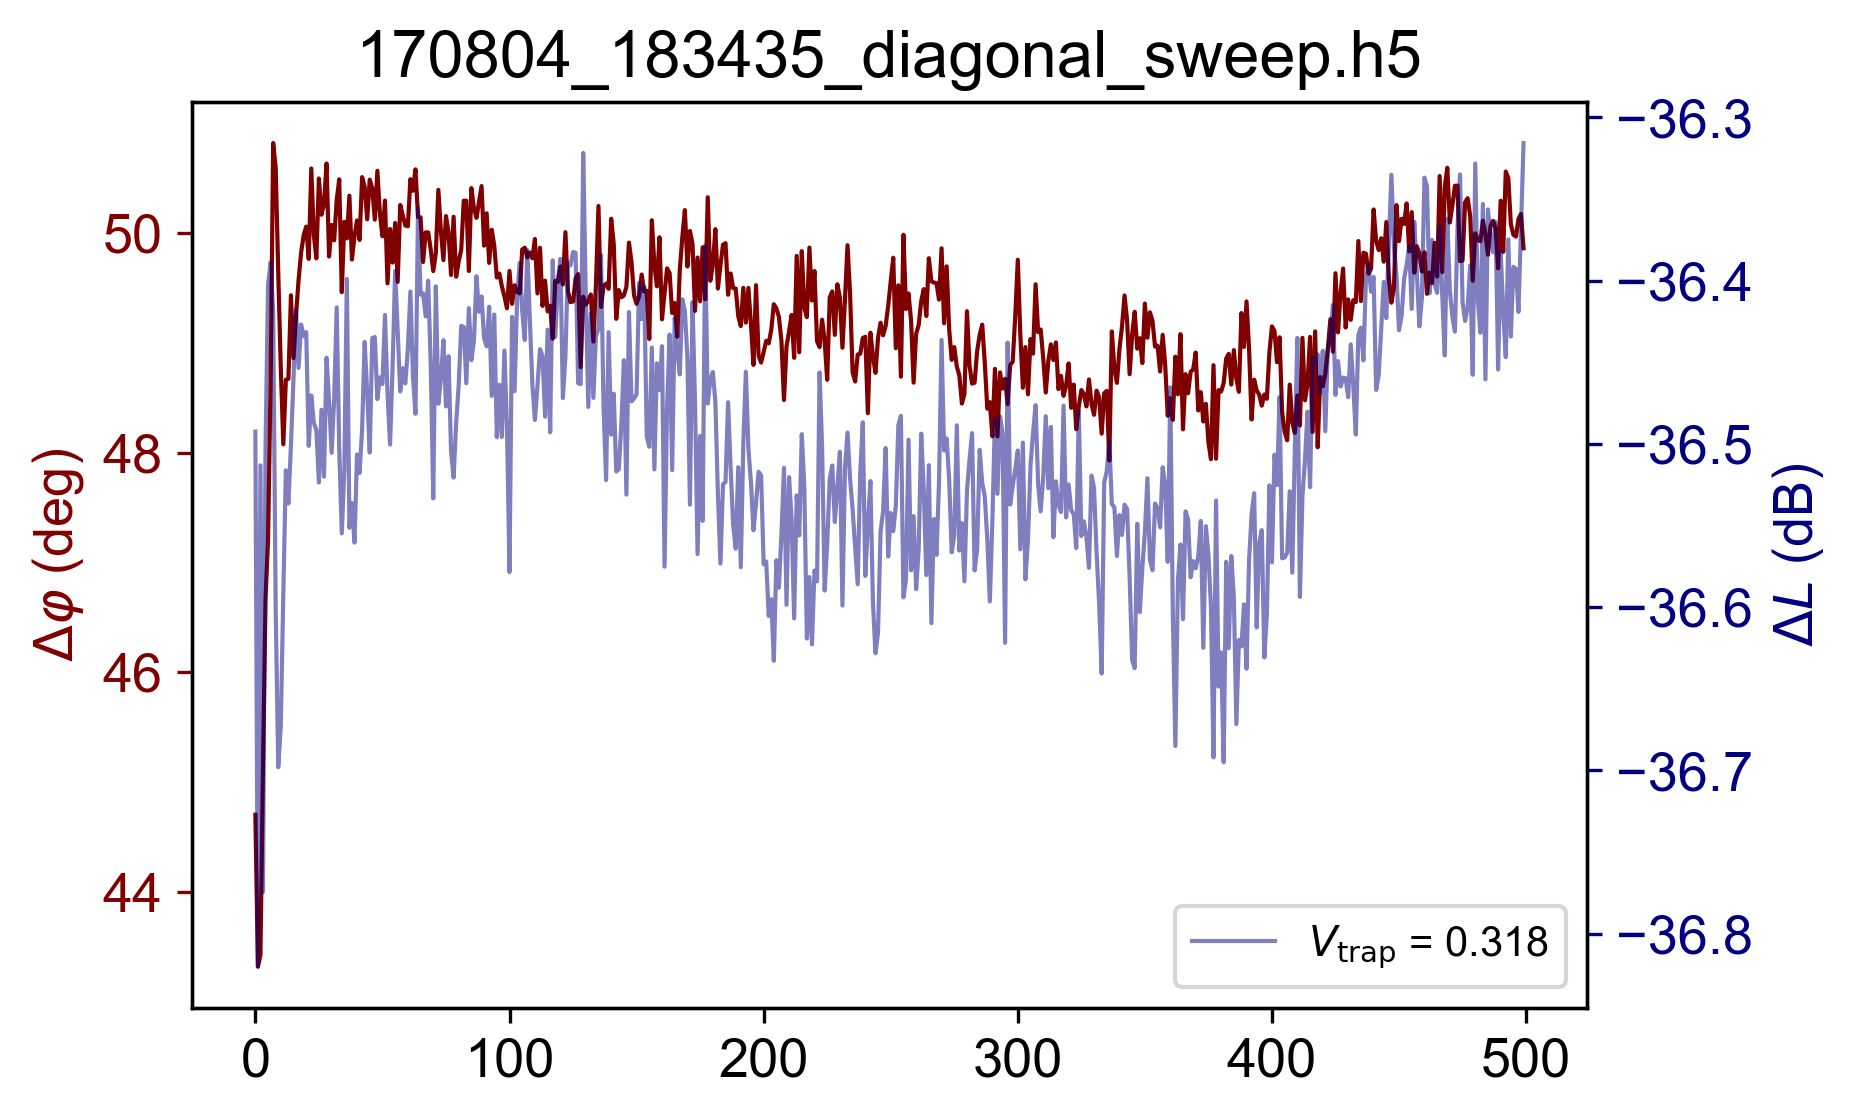 170804_183435_diagonal_sweep.h5
Δφ (deg)
50
48
46
44
−36.3
−36.4
−36.5
−36.6
−36.7
−36.8
ΔL (dB)
V_trap = 0.318
0 100 200 300 400 500